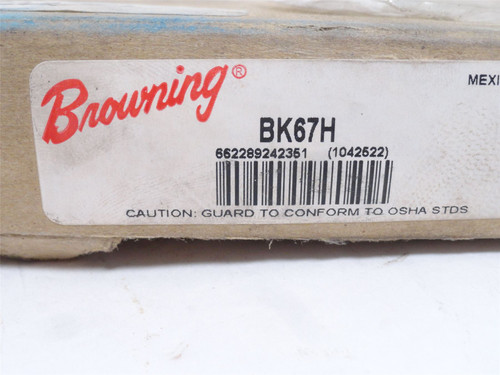 Browning®
MEXI
BK67H
662289242351 (1042522)
CAUTION: GUARD TO CONFORM TO OSHA STDS